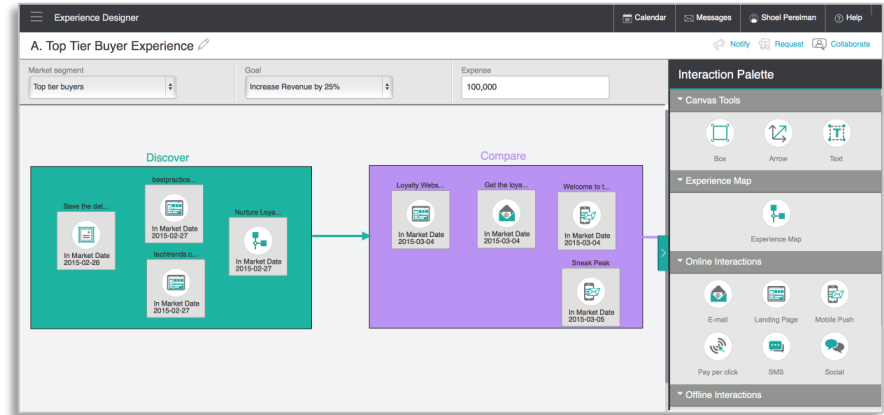 Experience Designer
Calendar
Messages
Shoel Perelman
Help
A. Top Tier Buyer Experience
Notify
Request
Collaborate
Market segment
Top tier buyers
Goal
Increase Revenue by 25%
Expense
100,000
Discover
Save the dat...
In Market Date
2015-02-26
bestpractice...
In Market Date
2015-02-27
techtrends.c...
In Market Date
2015-02-27
Nurture Loya...
In Market Date
2015-02-27
Compare
Loyalty Webs...
In Market Date
2015-03-04
Get the loya...
In Market Date
2015-03-04
Welcome to t...
In Market Date
2015-03-04
Sneak Peak
In Market Date
2015-03-05
Interaction Palette
Canvas Tools
Box
Arrow
Text
Experience Map
Experience Map
Online Interactions
E-mail
Landing Page
Mobile Push
Pay per click
SMS
Social
Offline Interactions